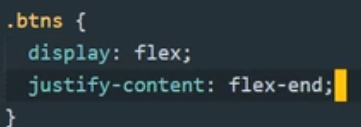 .btns {
display: flex;
justify-content: flex-end;
}